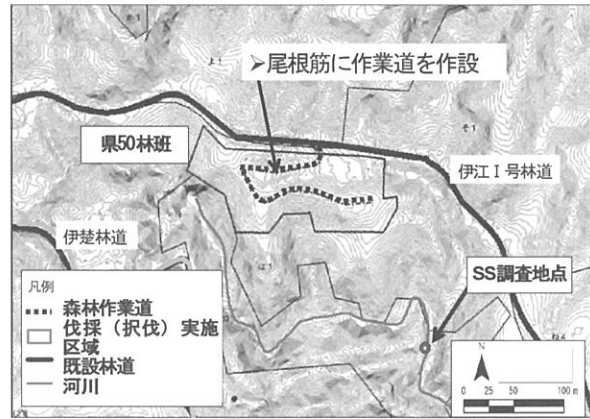 ➢尾根筋に作業道を作設
県50林班
伊江Ⅰ号林道
伊楚林道
SS調査地点
凡例
森林作業道
伐採（択伐）実施
区域
既設林道
河川
N
0 25 50 100 m